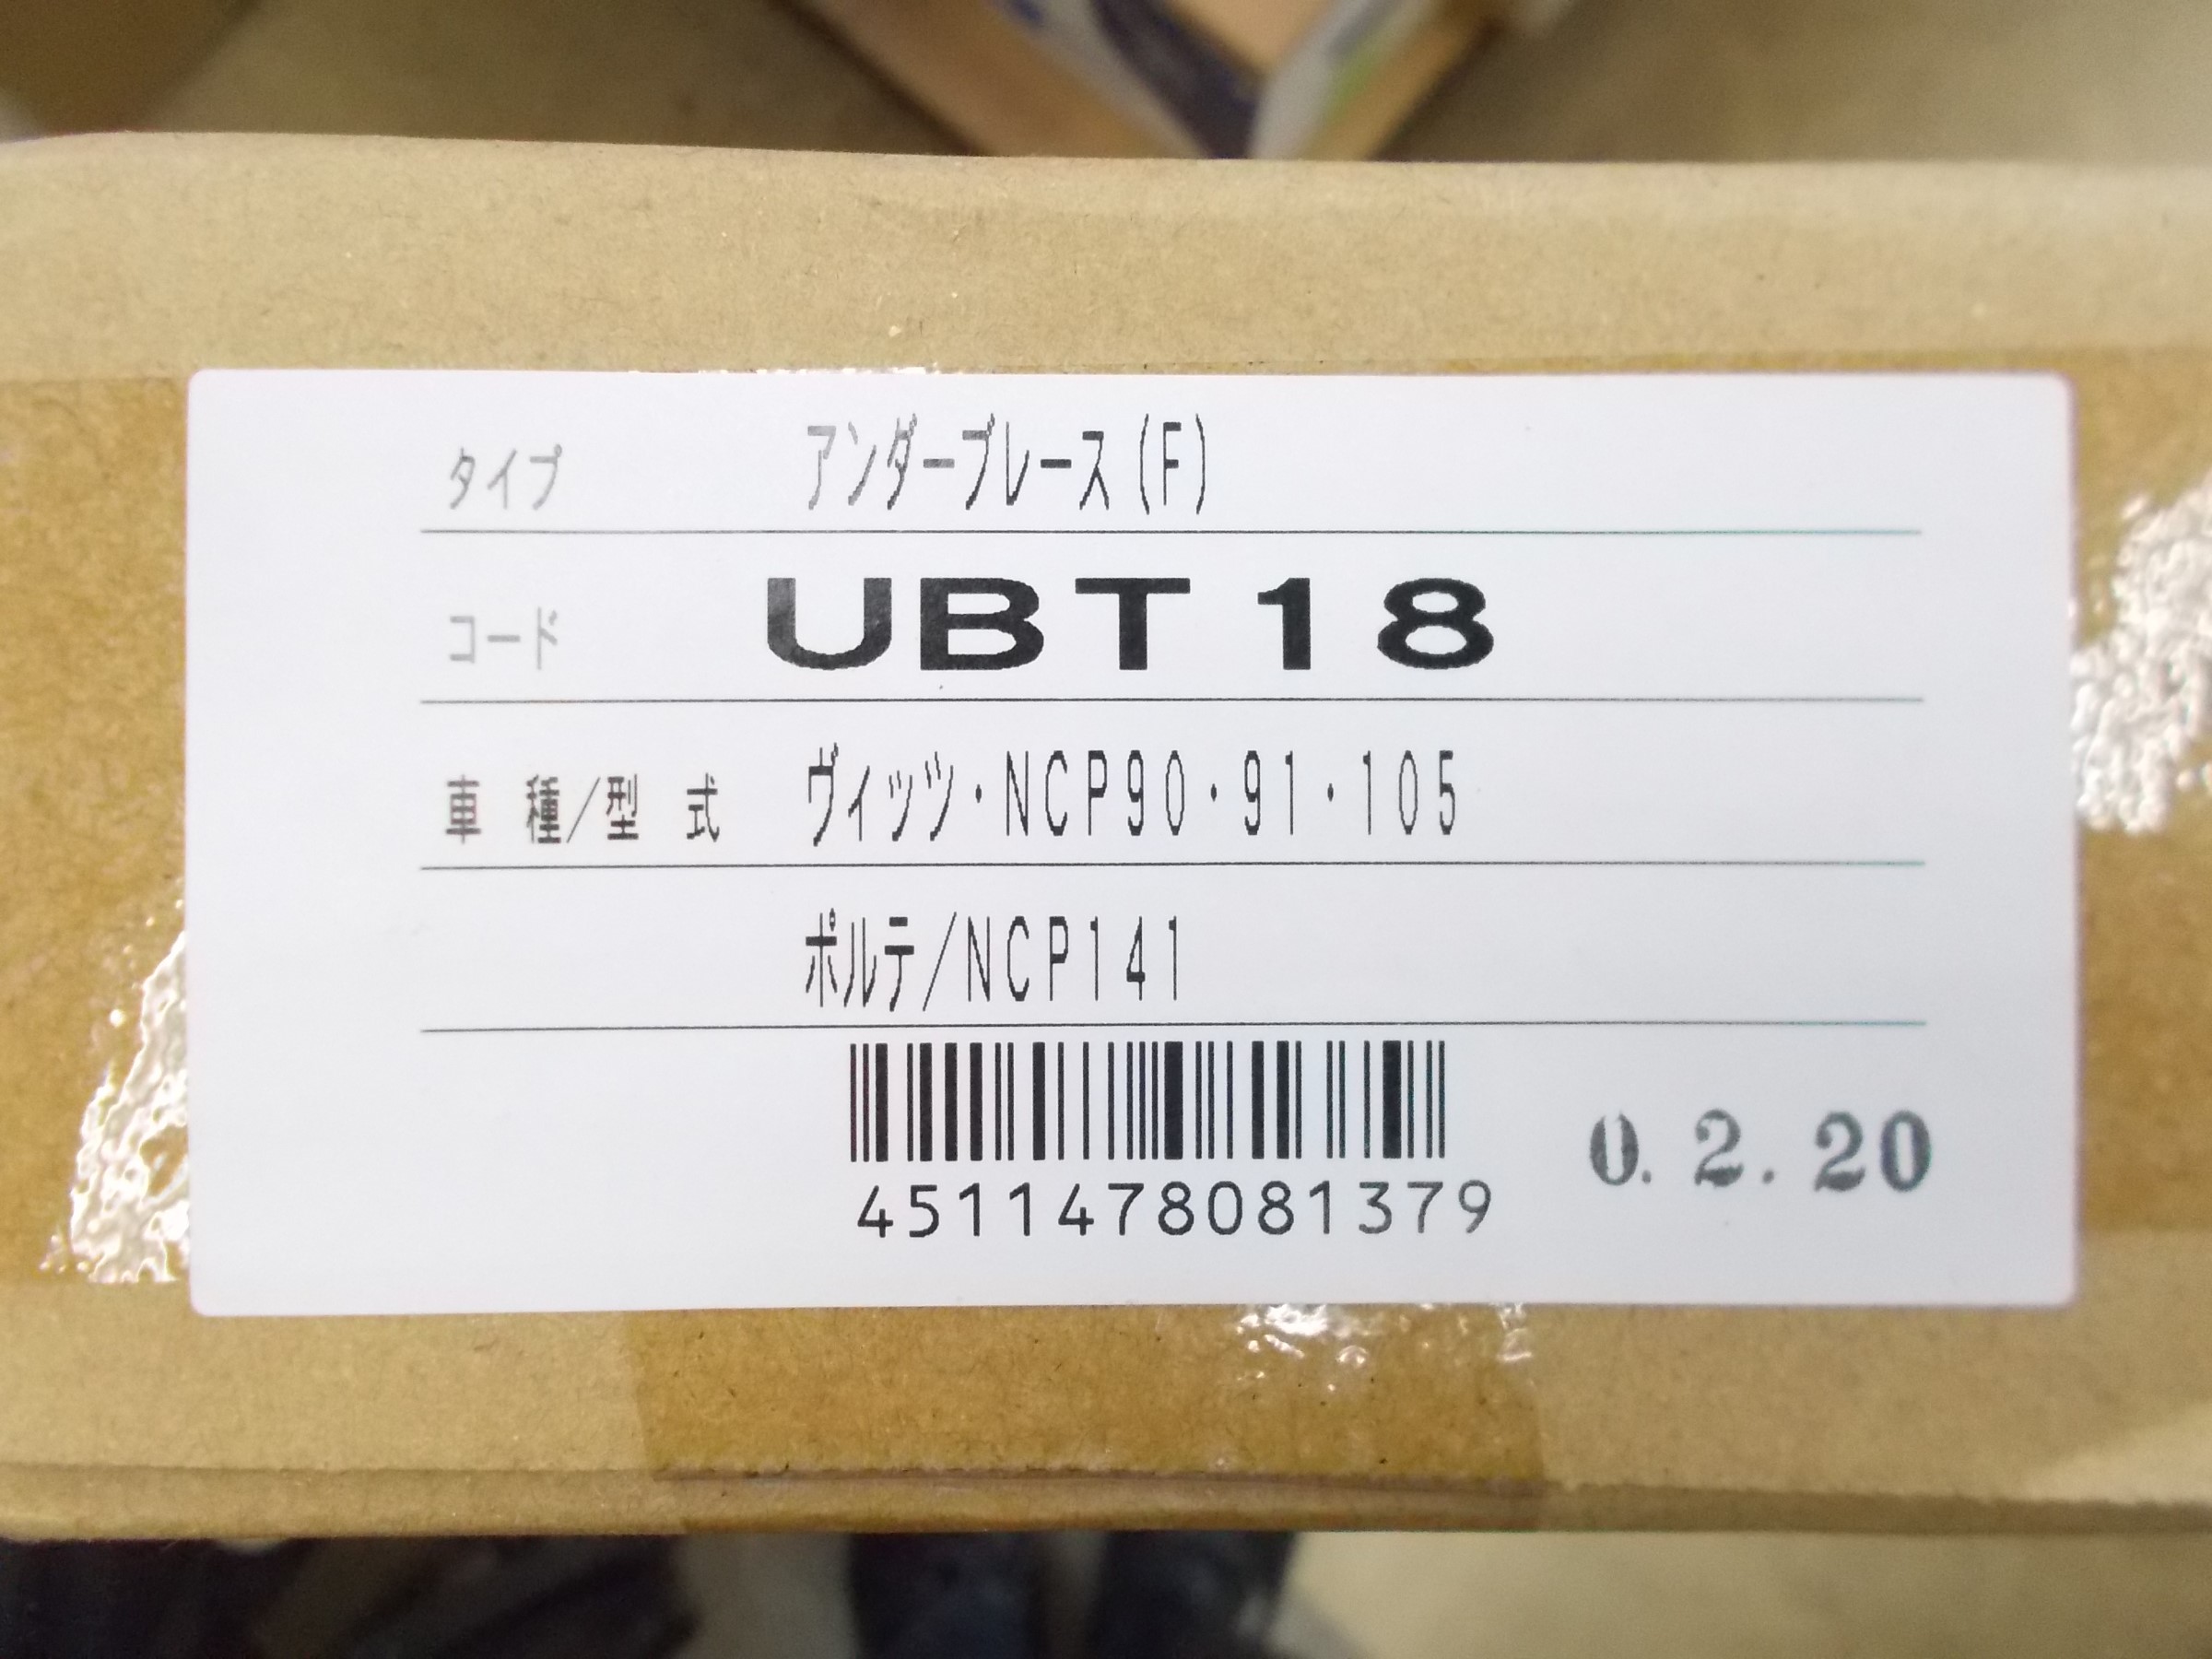 タイプ アンダーブレース(F)
コード UBT18
車種/型式 ヴィッツ・NCP90・91・105
ポルテ/NCP141
4511478081379
0. 2. 20